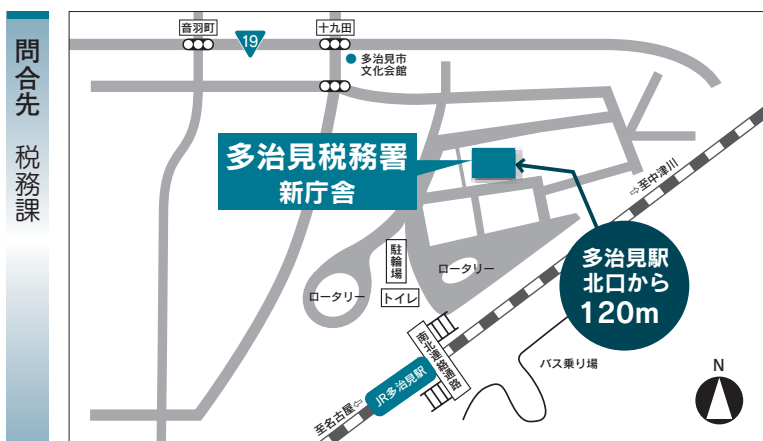 問合先 税務課
音羽町
19
十九田
多治見市
文化会館
多治見税務署
新庁舎
⇨至中津川
多治見駅
北口から
120m
駐輪場
ロータリー
ロータリー
トイレ
南北連絡通路
バス乗り場
JR多治見駅
至名古屋⇦
N